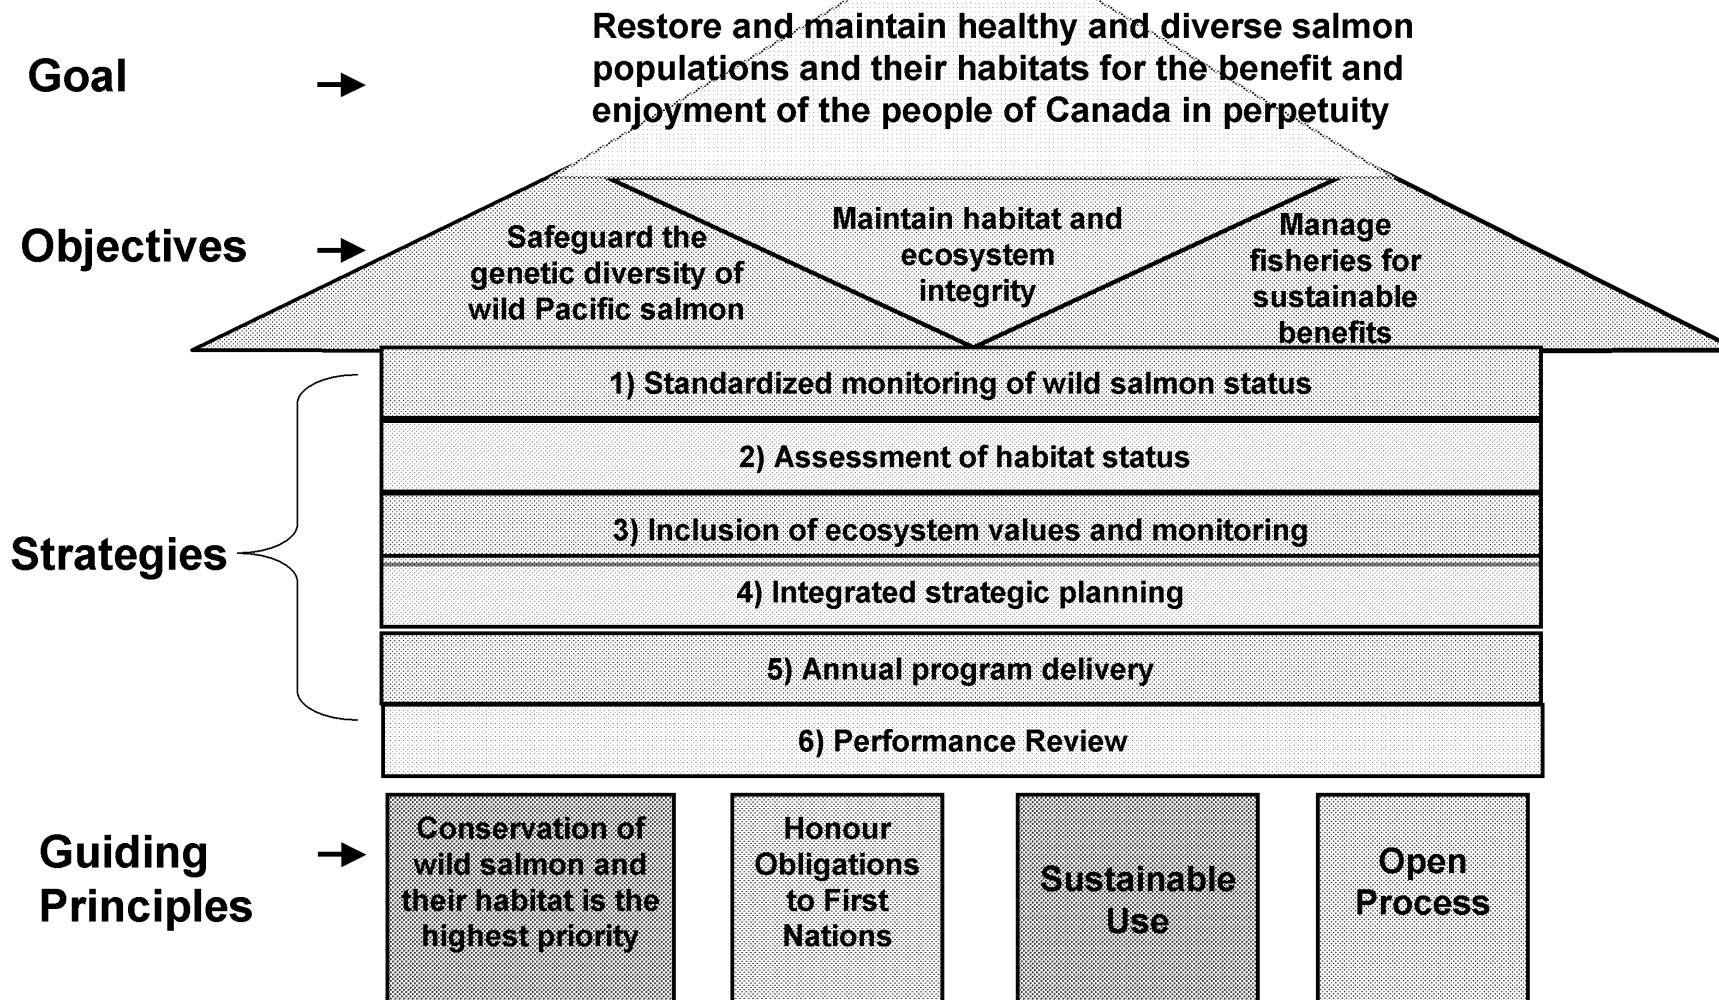 Goal
Restore and maintain healthy and diverse salmon
populations and their habitats for the benefit and
enjoyment of the people of Canada in perpetuity
Objectives
Safeguard the
genetic diversity of
wild Pacific salmon
Maintain habitat and
ecosystem
integrity
Manage
fisheries for
sustainable
benefits
Strategies
1) Standardized monitoring of wild salmon status
2) Assessment of habitat status
3) Inclusion of ecosystem values and monitoring
4) Integrated strategic planning
5) Annual program delivery
6) Performance Review
Guiding
Principles
Conservation of
wild salmon and
their habitat is the
highest priority
Honour
Obligations
to First
Nations
Sustainable
Use
Open
Process